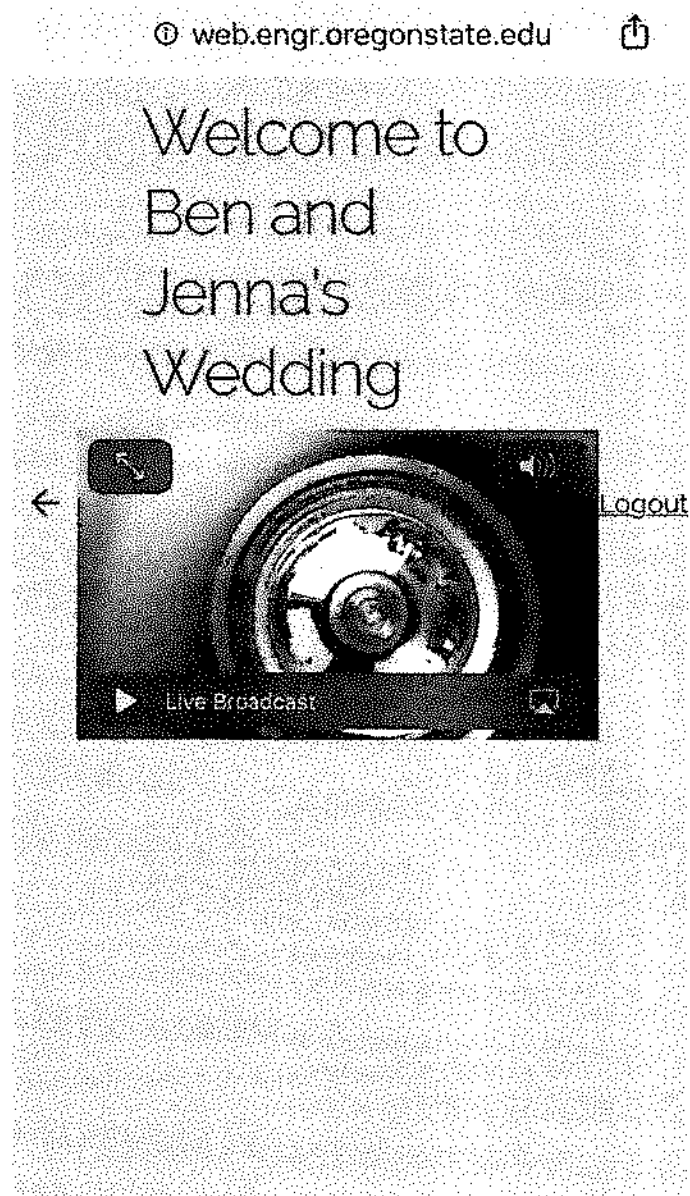 web.engr.oregonstate.edu
Welcome to
Ben and
Jenna's
Wedding
Logout
Live Broadcast